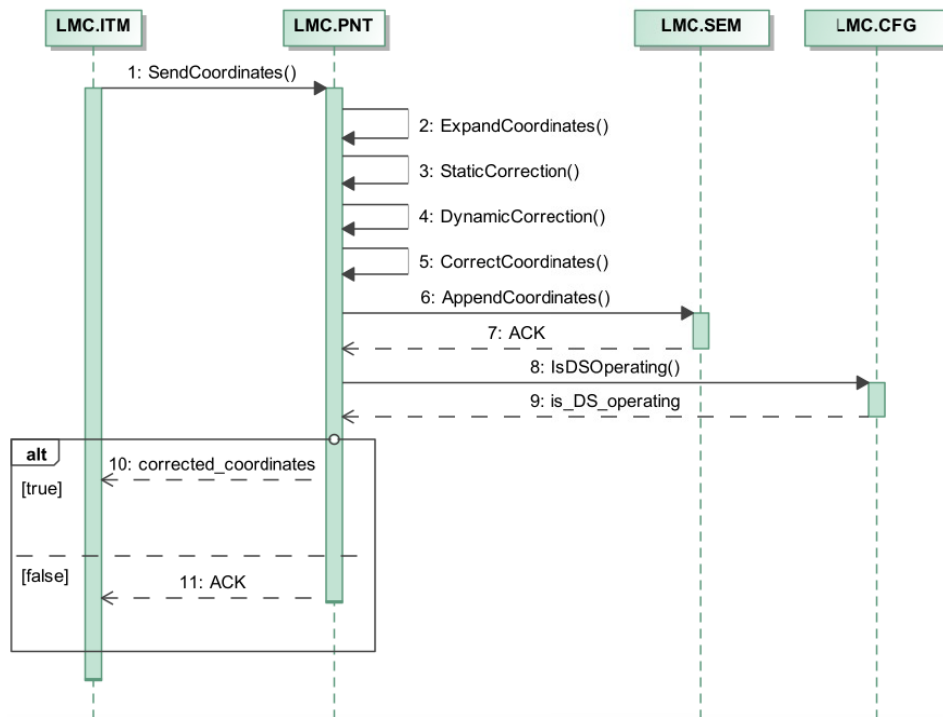 LMC.ITM
LMC.PNT
LMC.SEM
LMC.CFG
1: SendCoordinates()
2: ExpandCoordinates()
3: StaticCorrection()
4: DynamicCorrection()
5: CorrectCoordinates()
6: AppendCoordinates()
7: ACK
8: IsDSOperating()
9: is_DS_operating
alt
10: corrected_coordinates
[true]
[false]
11: ACK